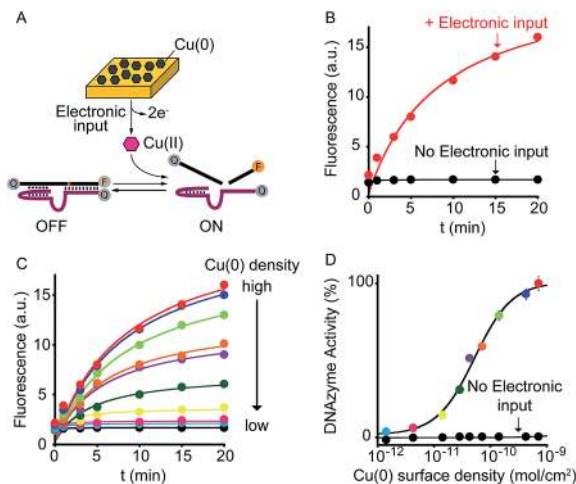 A
Cu(0)
Electronic
input
2e-
Cu(II)
Q
F
Q
Q
F
Q
OFF
ON
B
+ Electronic input
No Electronic input
Fluorescence (a.u.)
15
10
5
0
0
5
10
15
20
t (min)
C
Cu(0) density
high
low
Fluorescence (a.u.)
15
10
5
0
0
5
10
15
20
t (min)
D
DNAzyme Activity (%)
100
0
No Electronic
input
10-12
10-11
10-10
10-9
Cu(0) surface density (mol/cm2)